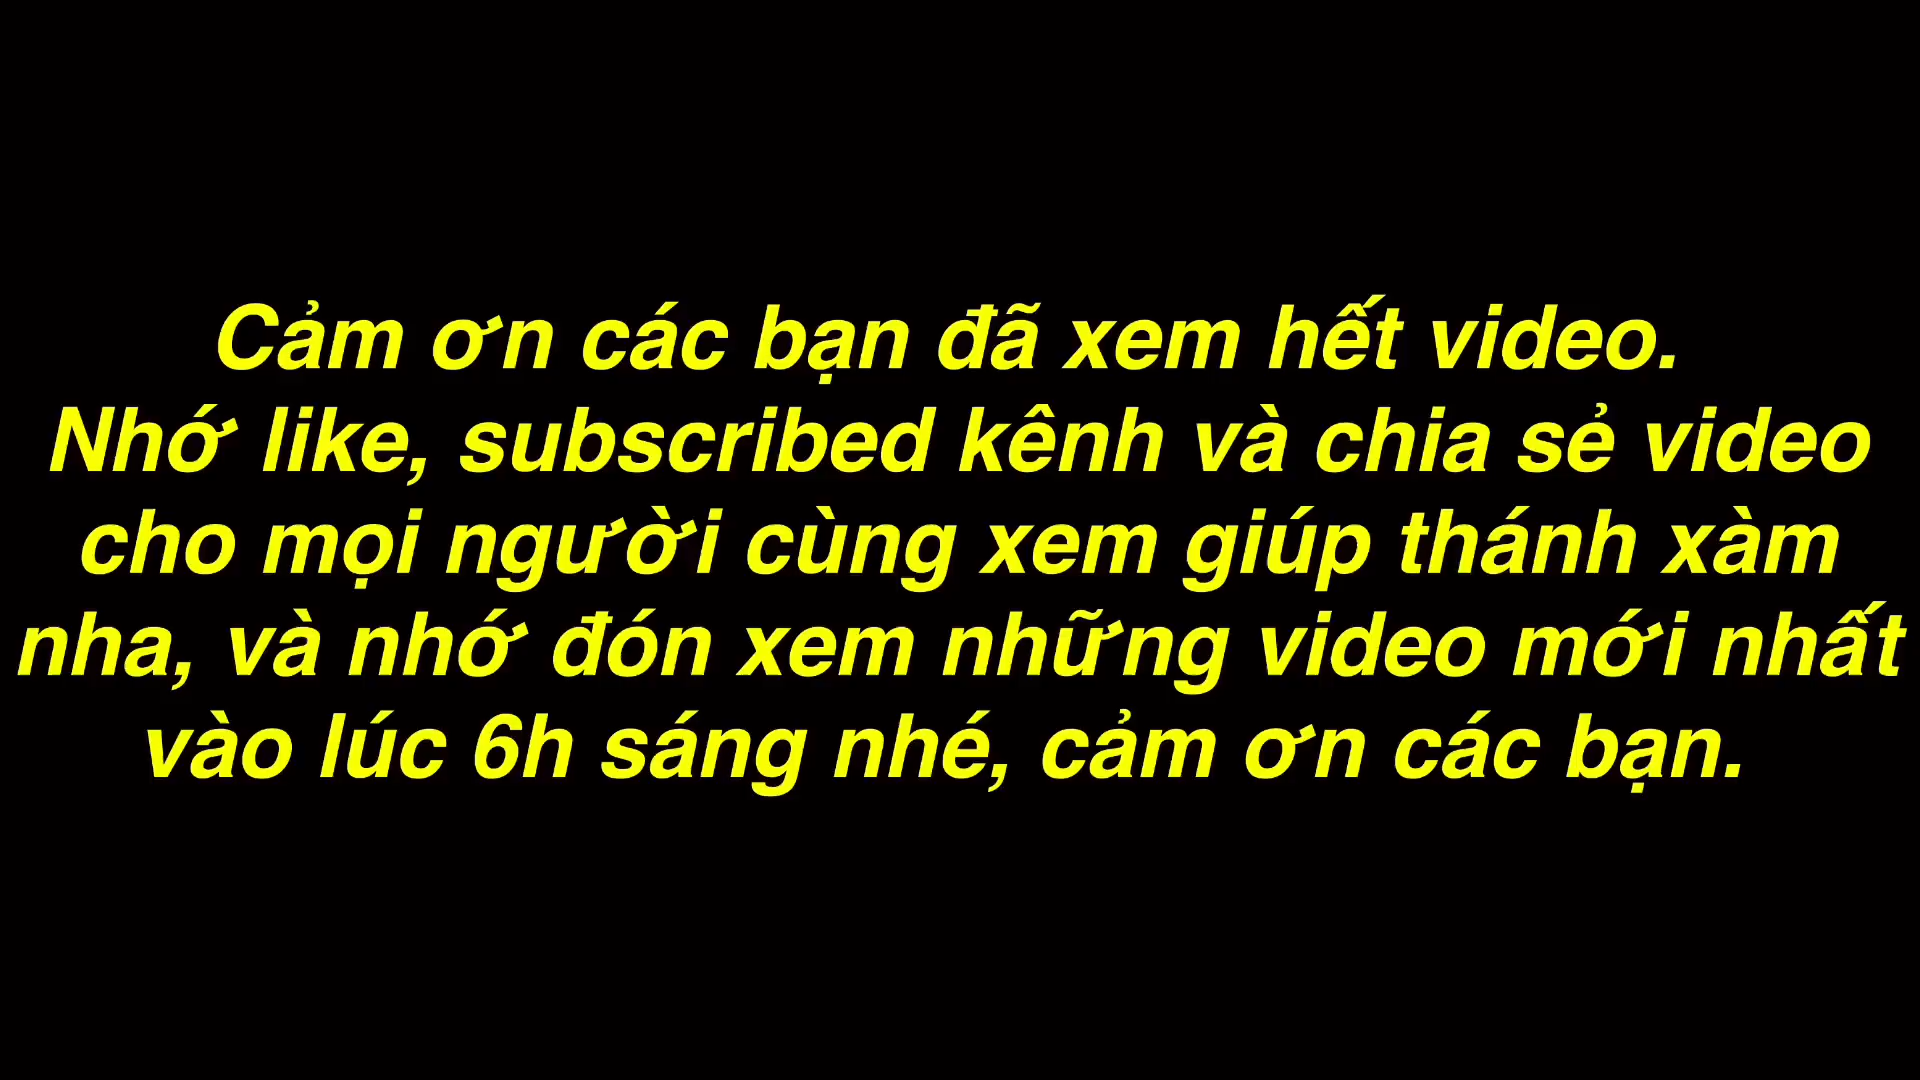 Cảm ơn các bạn đã xem hết video.
Nhớ like, subscribed kênh và chia sẻ video
cho mọi người cùng xem giúp thánh xàm
nha, và nhớ đón xem những video mới nhất
vào lúc 6h sáng nhé, cảm ơn các bạn.